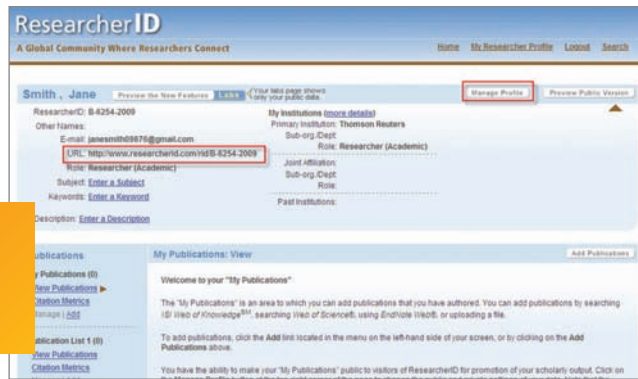 ResearcherID
A Global Community Where Researchers Connect
Home My Researcher Profile Logout Search
Smith , Jane Preview the New Features Labs Your labs page shows only your public data. Manage Profile Preview Public Version
ResearcherID: B-6254-2009
Other Names:
E-mail: janesmith09876@gmail.com
URL: http://www.researcherid.com/rid/B-6254-2009
Role: Researcher (Academic)
Subject: Enter a Subject
Keywords: Enter a Keyword
Description: Enter a Description
My Institutions (more details)
Primary Institution: Thomson Reuters
Sub-org./Dept:
Role: Researcher (Academic)
Joint Affiliation:
Sub-org./Dept:
Role:
Past Institutions:
ublications
y Publications (0)
View Publications
Citation Metrics
Manage | Add
ublication List 1 (0)
View Publications
Citation Metrics
My Publications: View Add Publications
Welcome to your "My Publications"
The "My Publications" is an area to which you can add publications that you have authored. You can add publications by searching
ISI Web of KnowledgeSM, searching Web of Science®, using EndNote Web®, or uploading a file.
To add publications, click the Add link located in the menu on the left-hand side of your screen, or by clicking on the Add
Publications above.
You have the ability to make your "My Publications" public to visitors of ResearcherID for promotion of your scholarly output. Click on